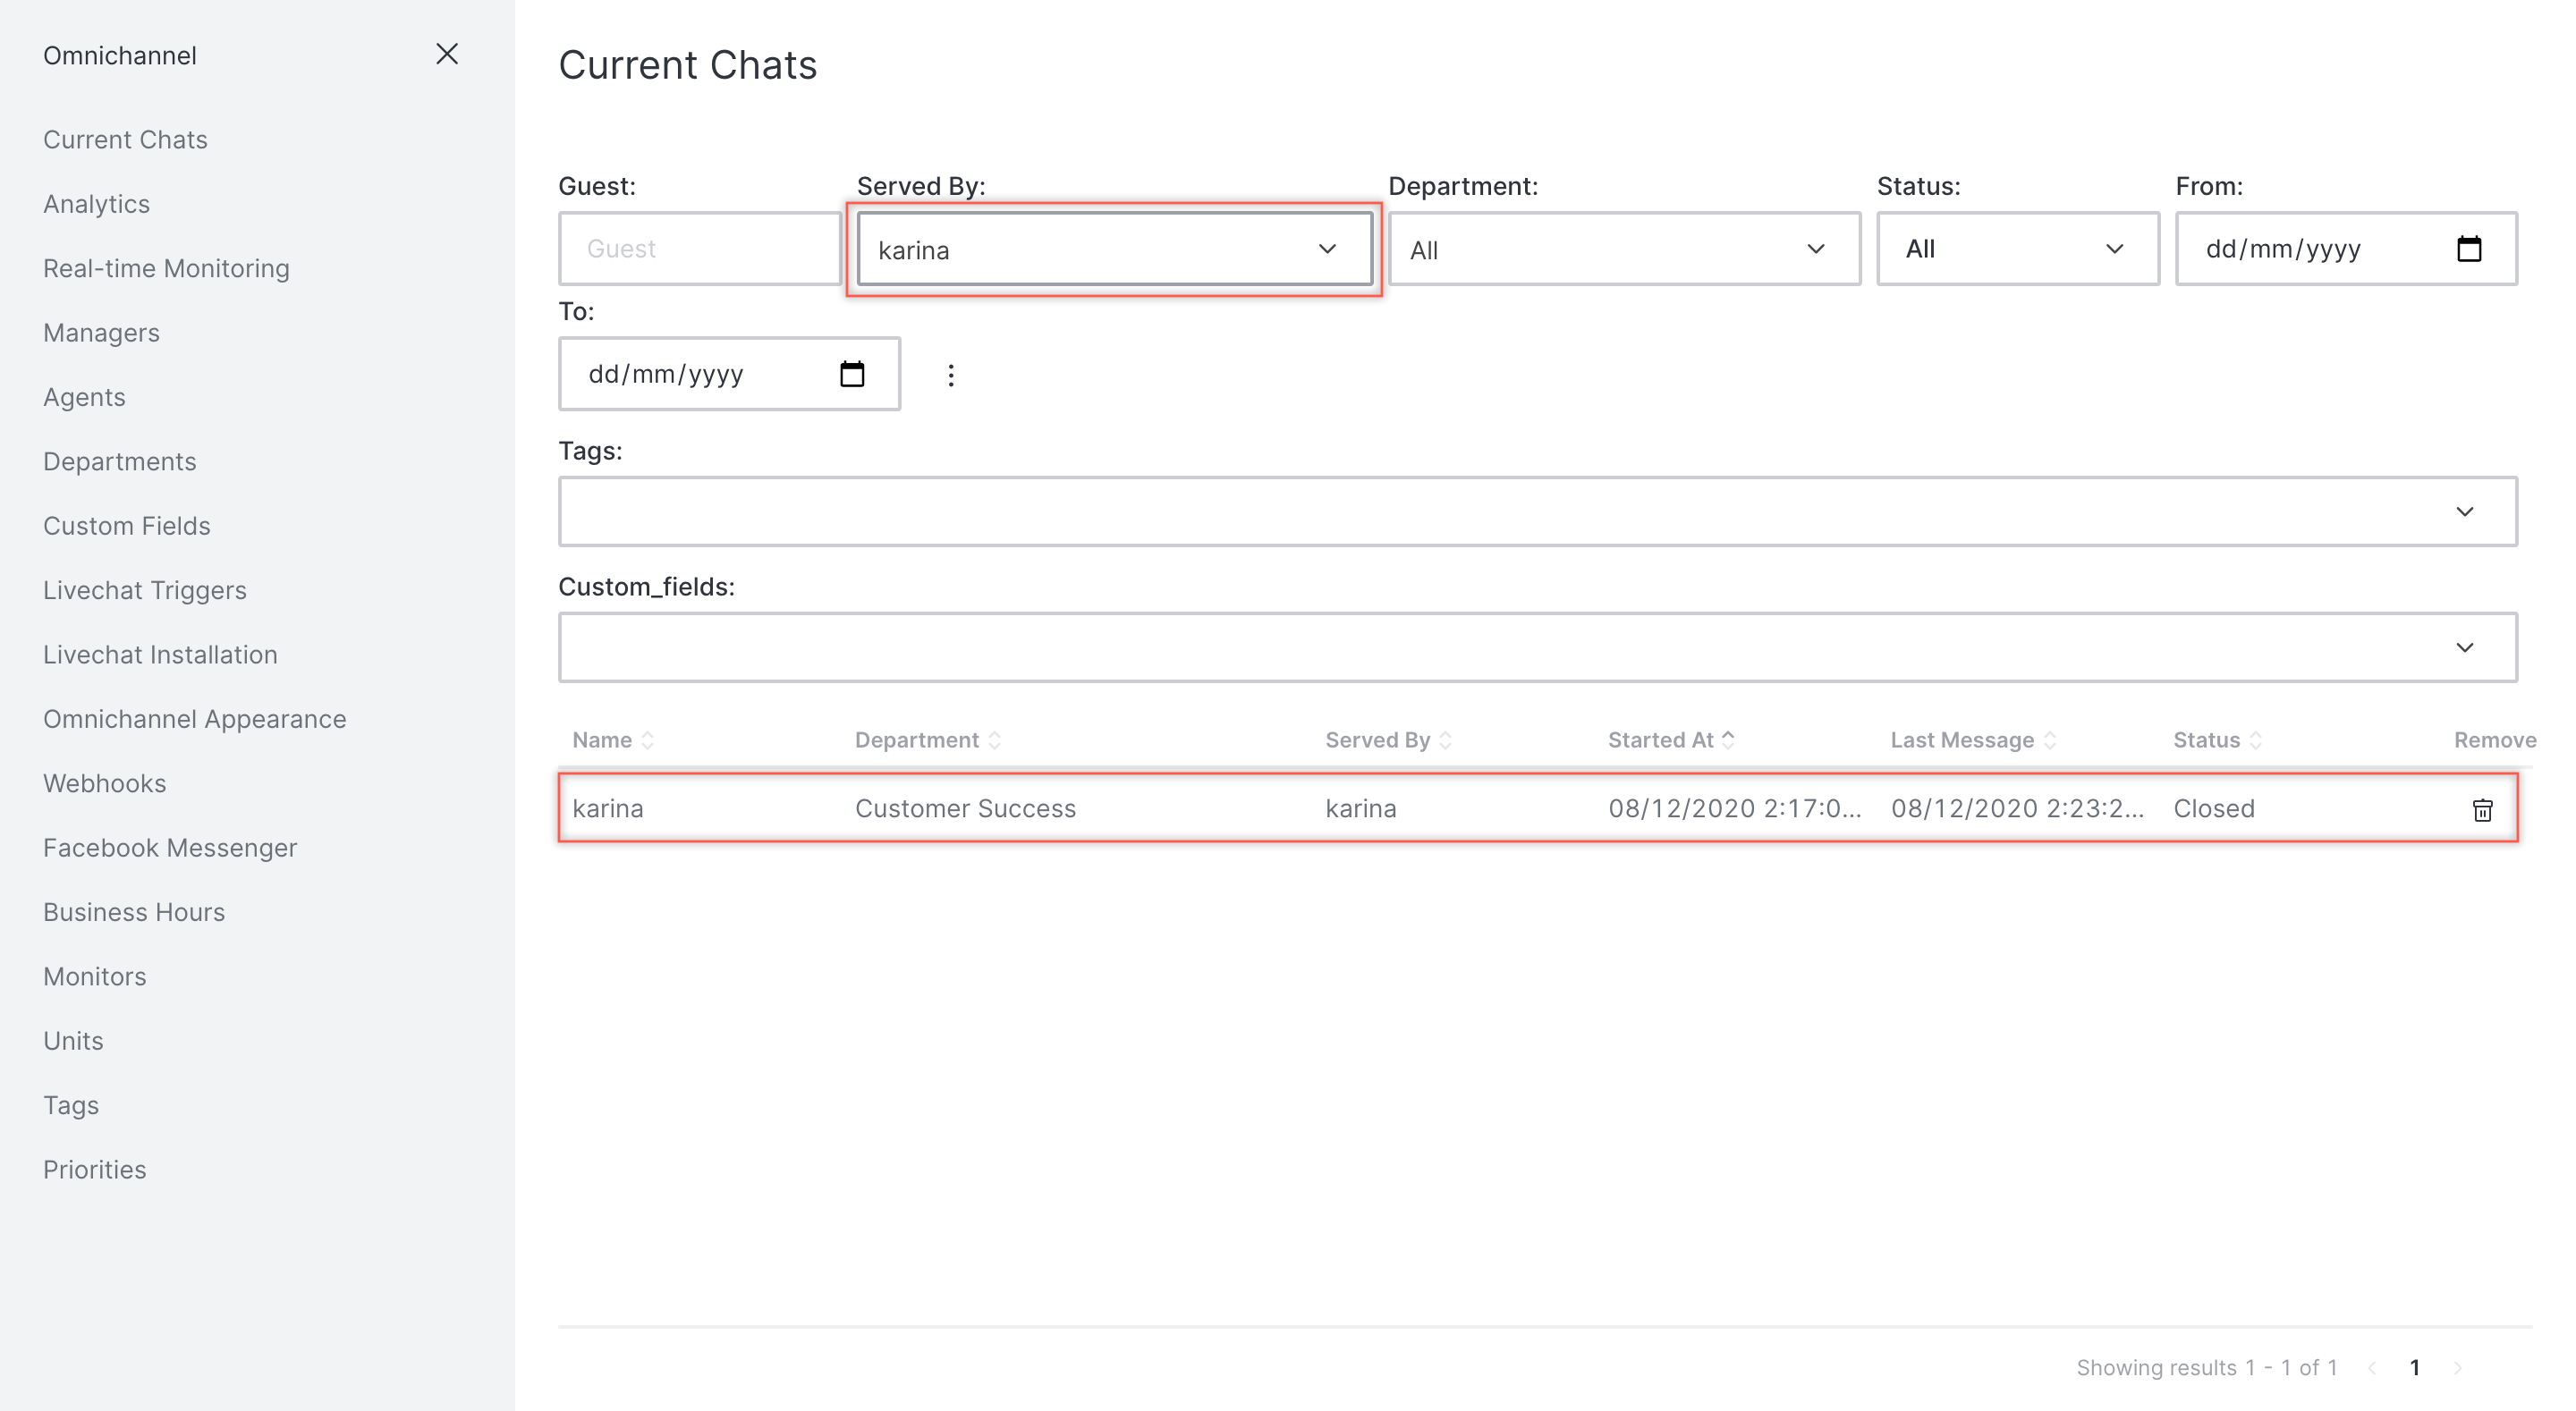 Omnichannel
Current Chats
Analytics
Real-time Monitoring
Managers
Agents
Departments
Custom Fields
Livechat Triggers
Livechat Installation
Omnichannel Appearance
Webhooks
Facebook Messenger
Business Hours
Monitors
Units
Tags
Priorities
Current Chats
Guest: Served By: Department: Status: From:
Guest karina All All dd/mm/yyyy
To:
dd/mm/yyyy
Tags:
Custom_fields:
Name Department Served By Started At Last Message Status Remove
karina Customer Success karina 08/12/2020 2:17:0... 08/12/2020 2:23:2... Closed
Showing results 1 - 1 of 1 1